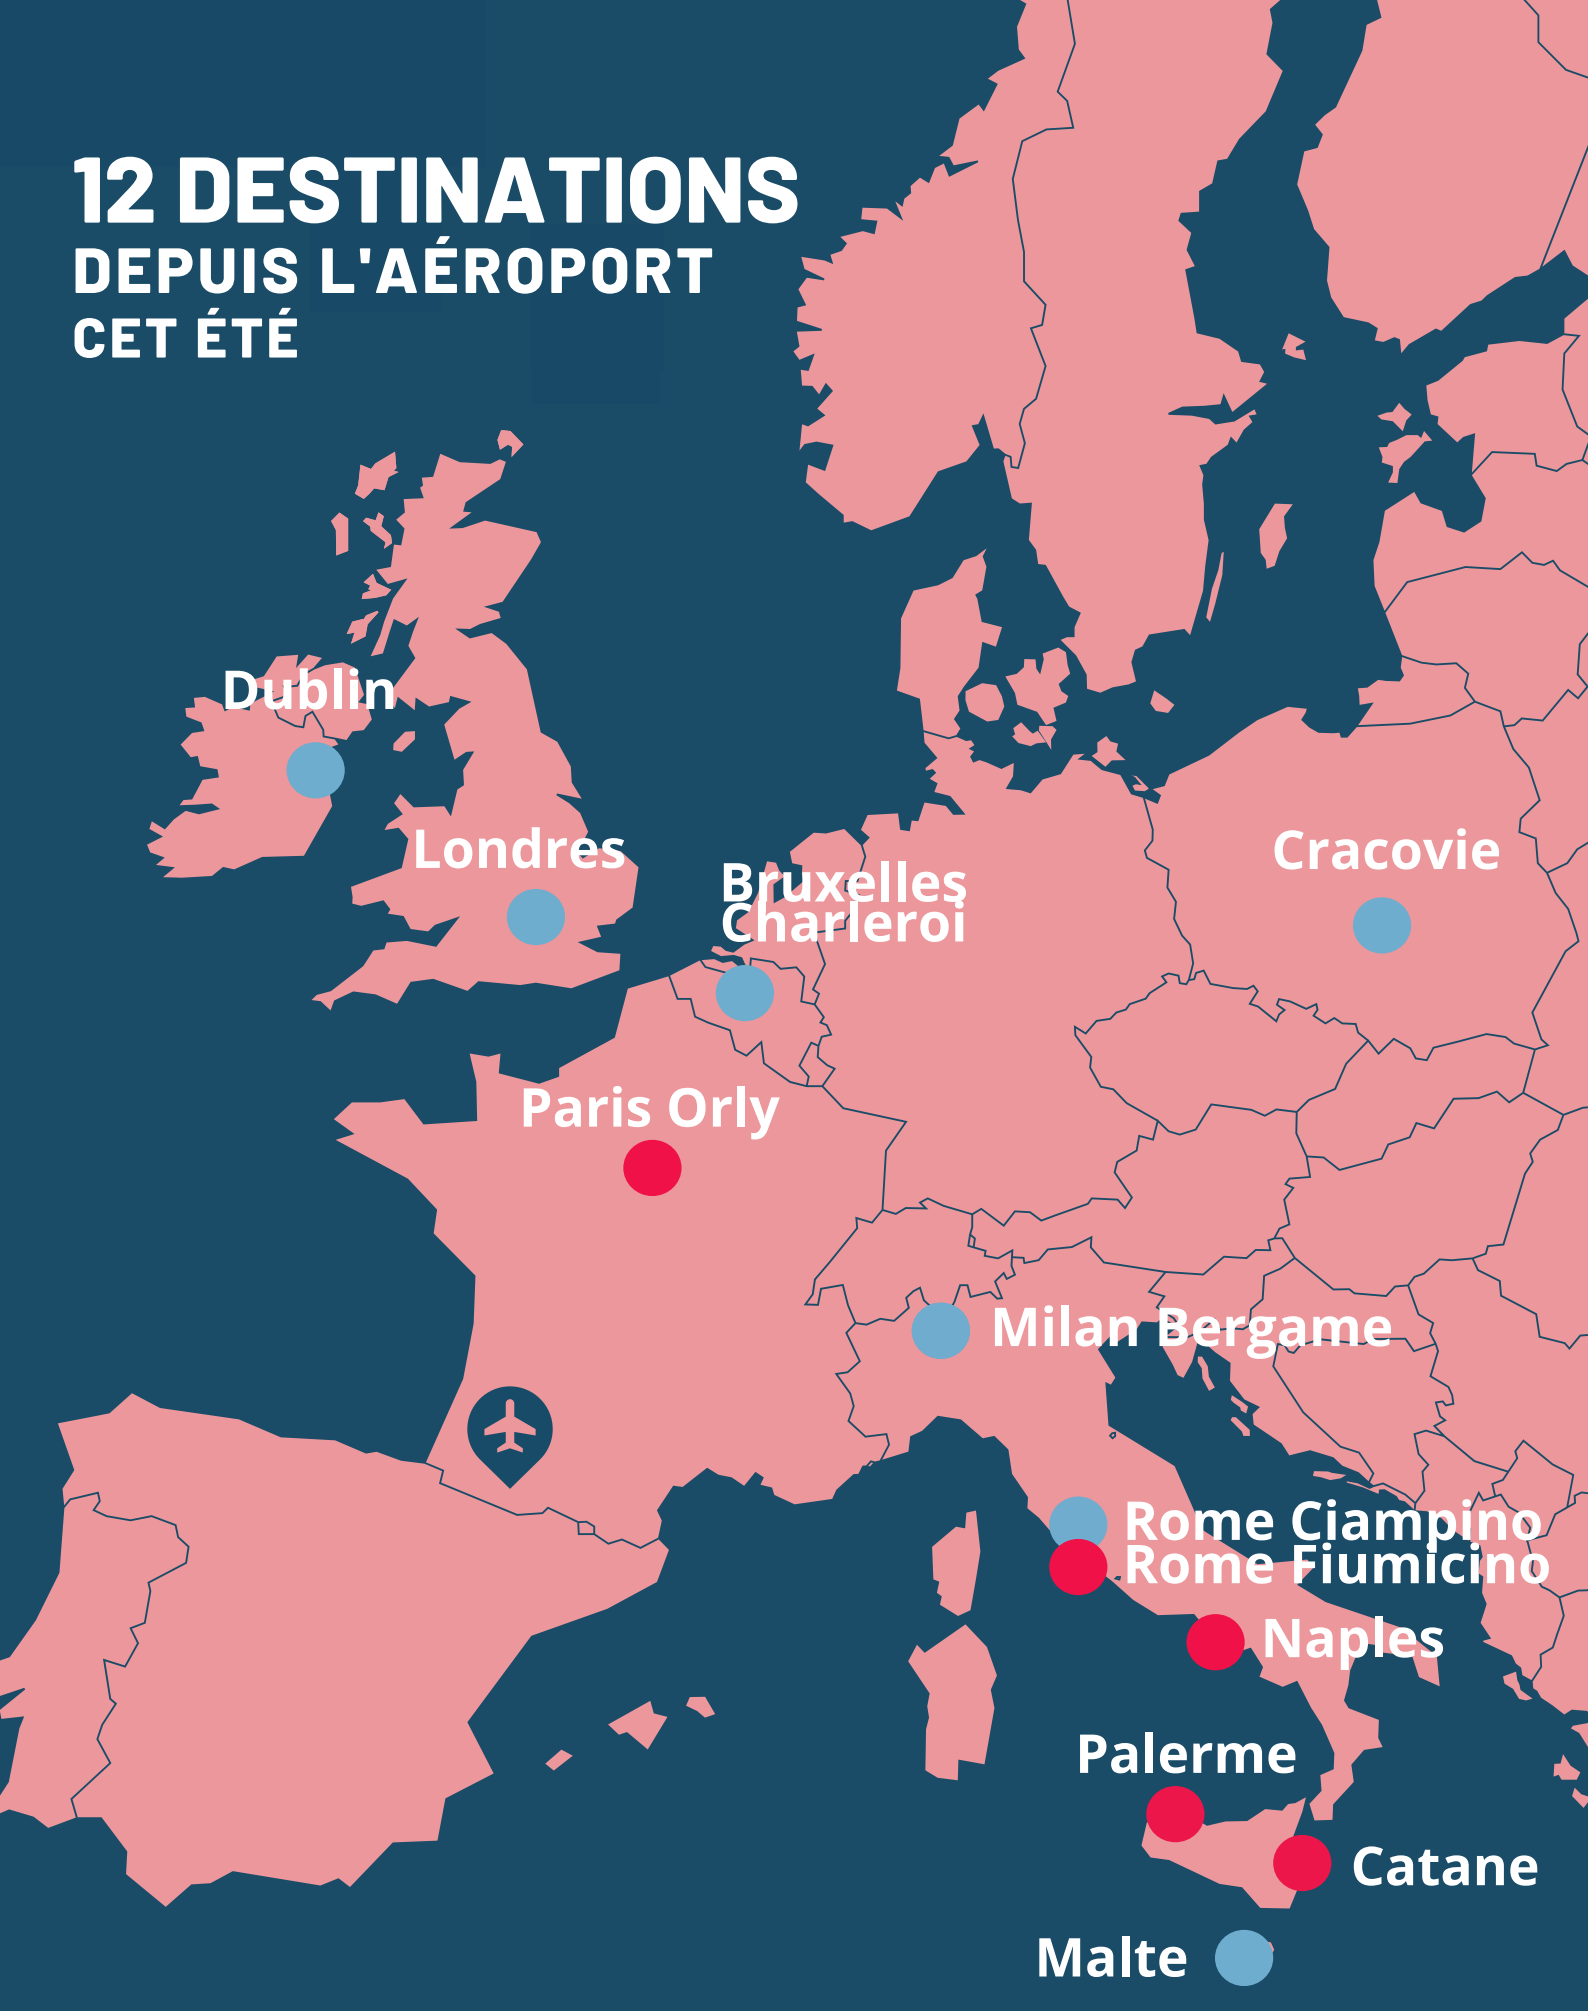 12 DESTINATIONS
DEPUIS L'AÉROPORT
CET ÉTÉ
Dublin
Londres
Bruxelles
Charleroi
Cracovie
Paris Orly
Milan Bergame
Rome Ciampino
Rome Fiumicino
Naples
Palerme
Catane
Malte